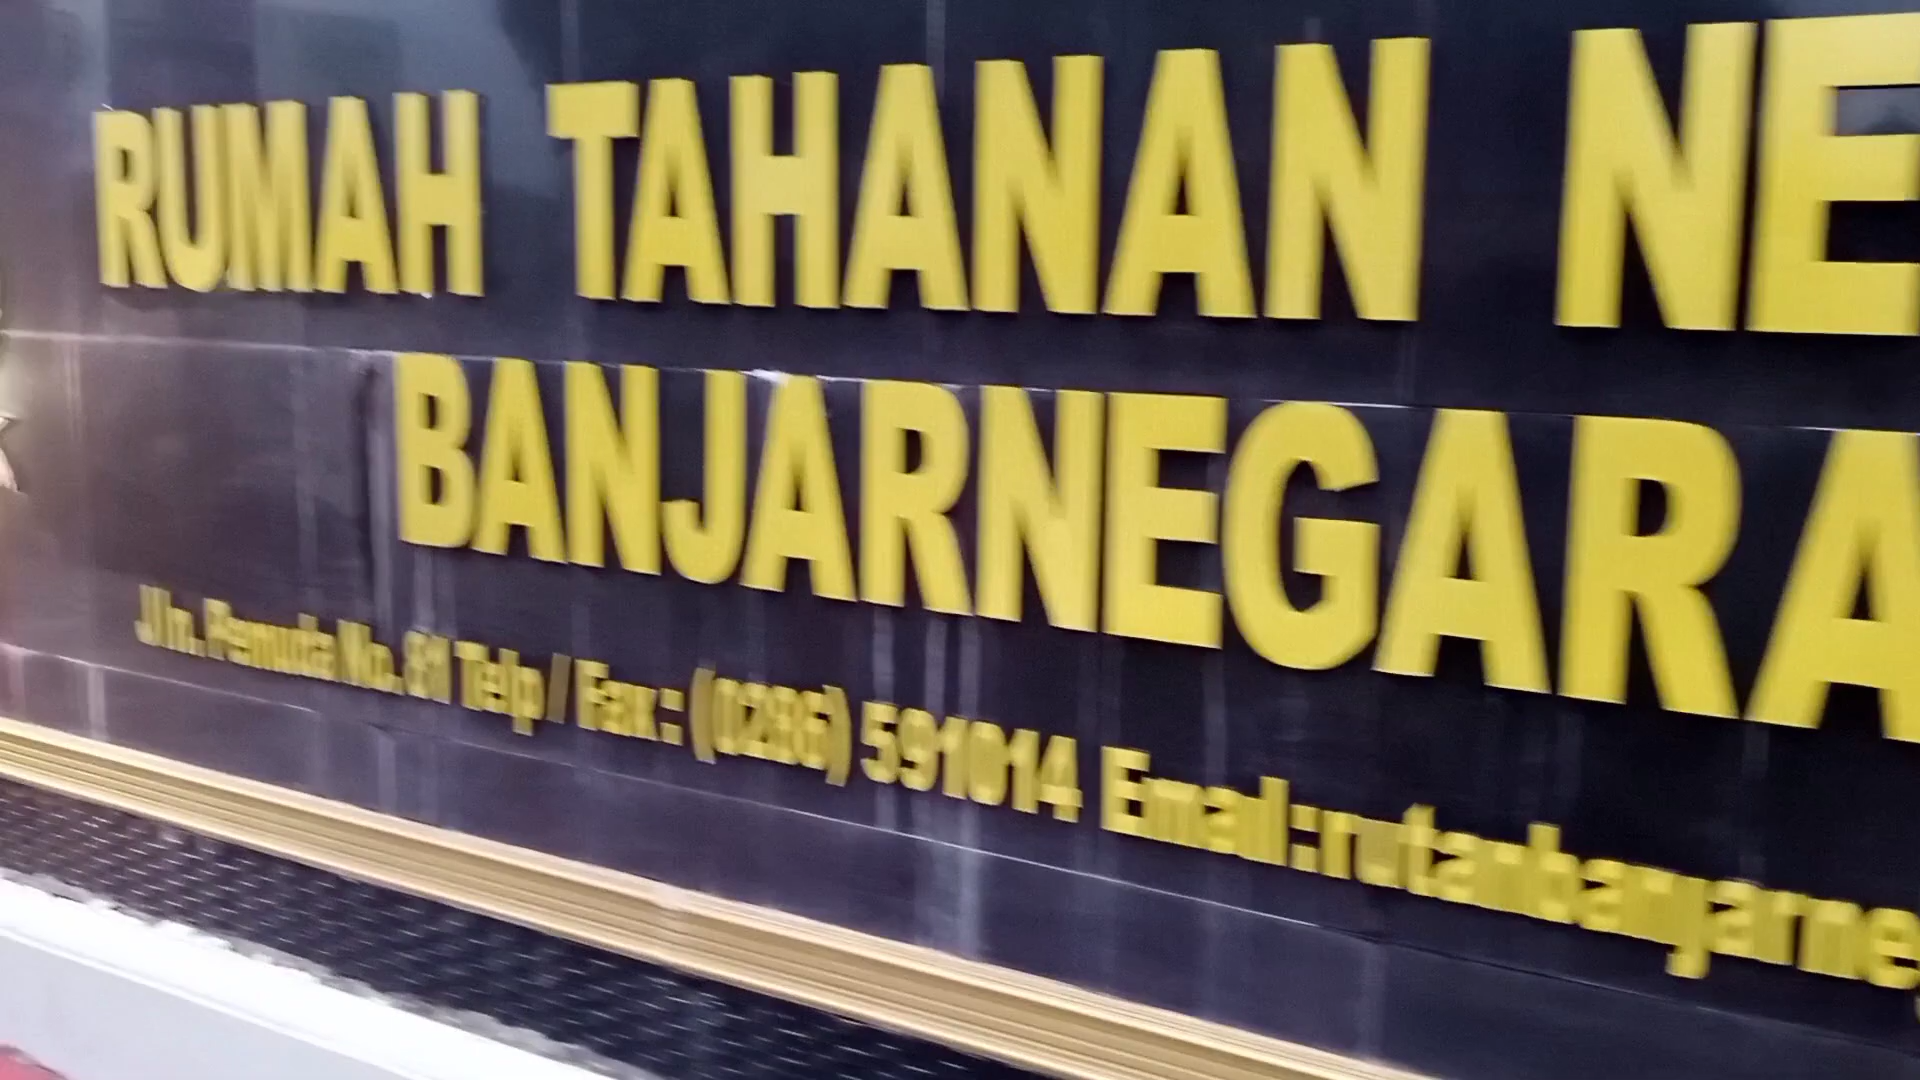 RUMAH TAHANAN NE
BANJARNEGARA
Jln. Pemuda No. 81 Telp / Fax : (0286) 591014 Email : rutanbanjarne